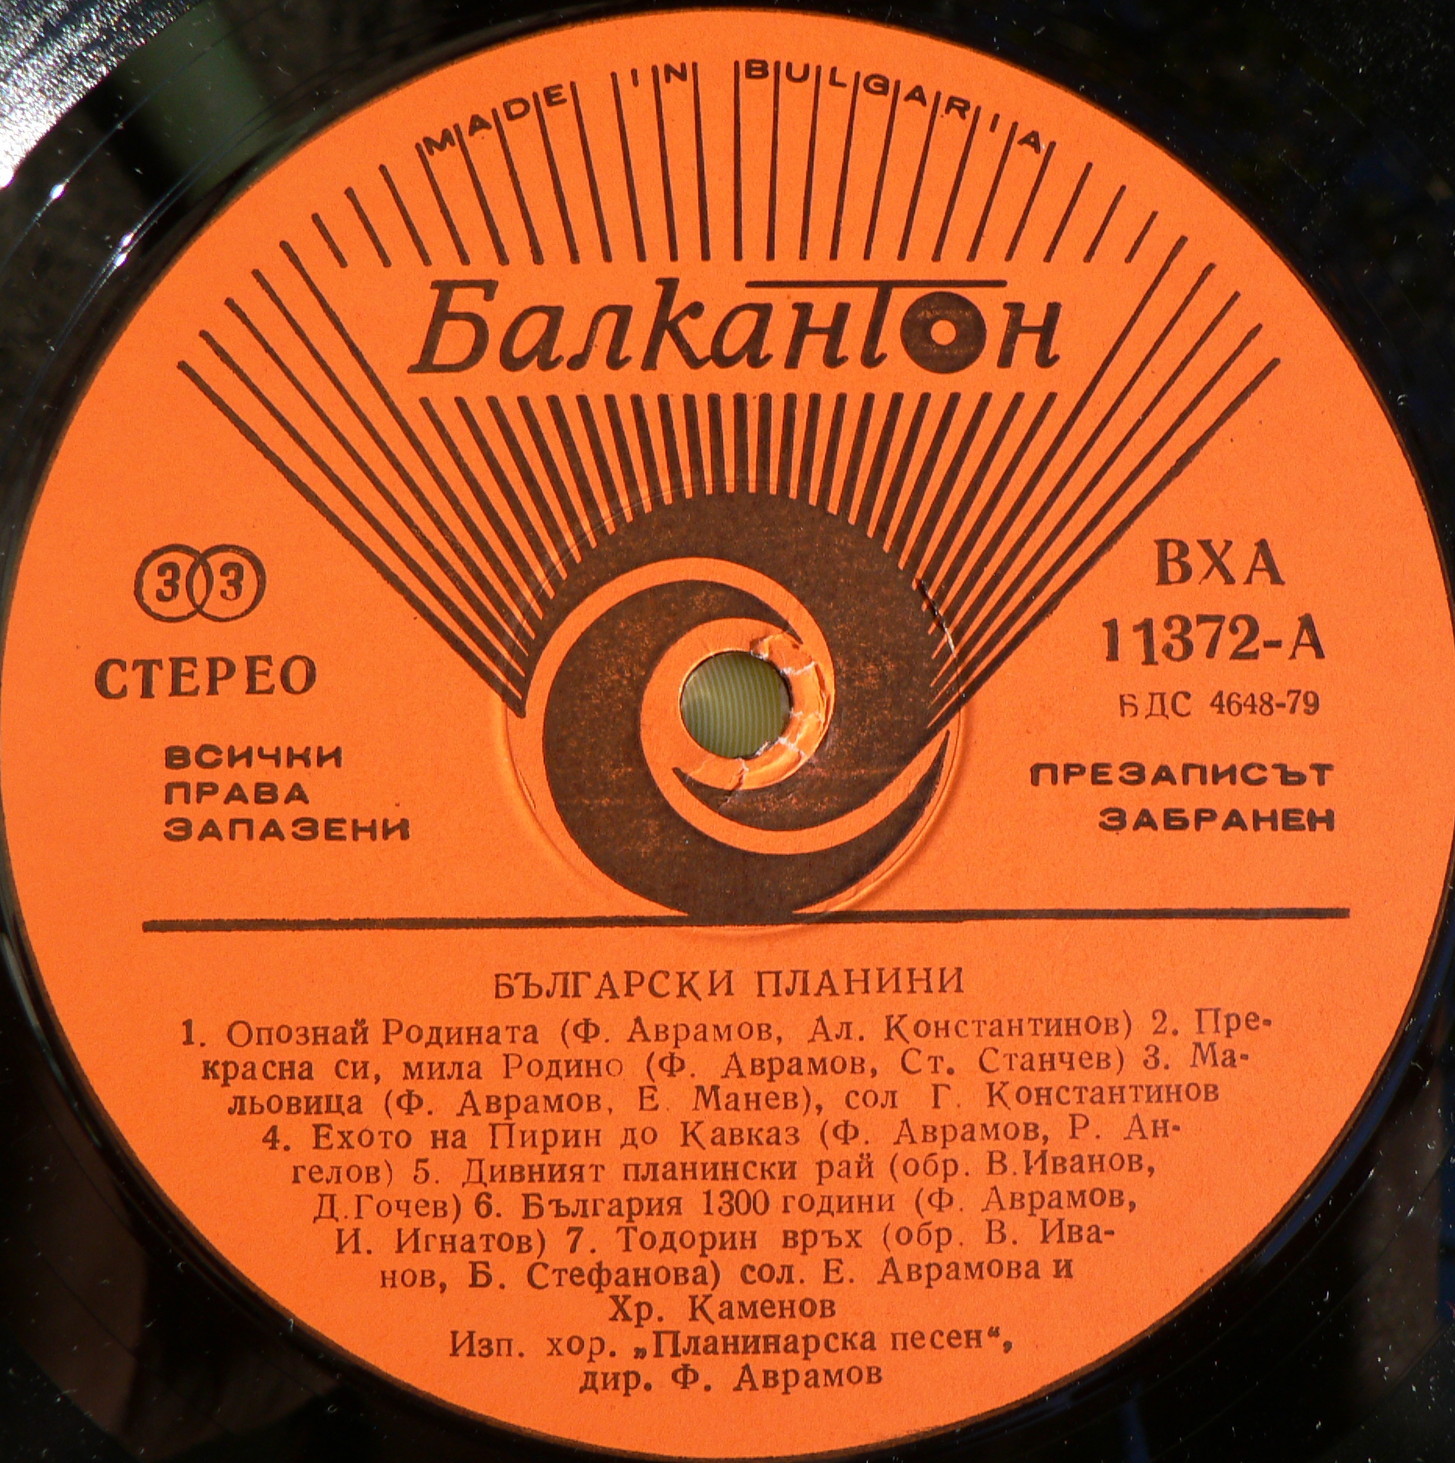 MADE IN BULGARIA
Балкантон
33
СТЕРЕО
ВСИЧКИ
ПРАВА
ЗАПАЗЕНИ
ВХА
11372-А
БДС 4648-79
ПРЕЗАПИСЪТ
ЗАБРАНЕН
БЪЛГАРСКИ ПЛАНИНИ
1. Опознай Родината (Ф. Аврамов, Ал. Константинов) 2. Пре-
красна си, мила Родино (Ф. Аврамов, Ст. Станчев) 3. Ма-
льовица (Ф. Аврамов, Е. Манев), сол Г. Константинов
4. Ехото на Пирин до Кавказ (Ф. Аврамов, Р. Ан-
гелов) 5. Дивният планински рай (обр. В.Иванов,
Д.Гочев) 6. България 1300 години (Ф. Аврамов,
И. Игнатов) 7. Тодорин връх (обр. В. Ива-
нов, Б. Стефанова) сол. Е. Аврамова и
Хр. Каменов
Изп. хор. „Планинарска песен“,
дир. Ф. Аврамов